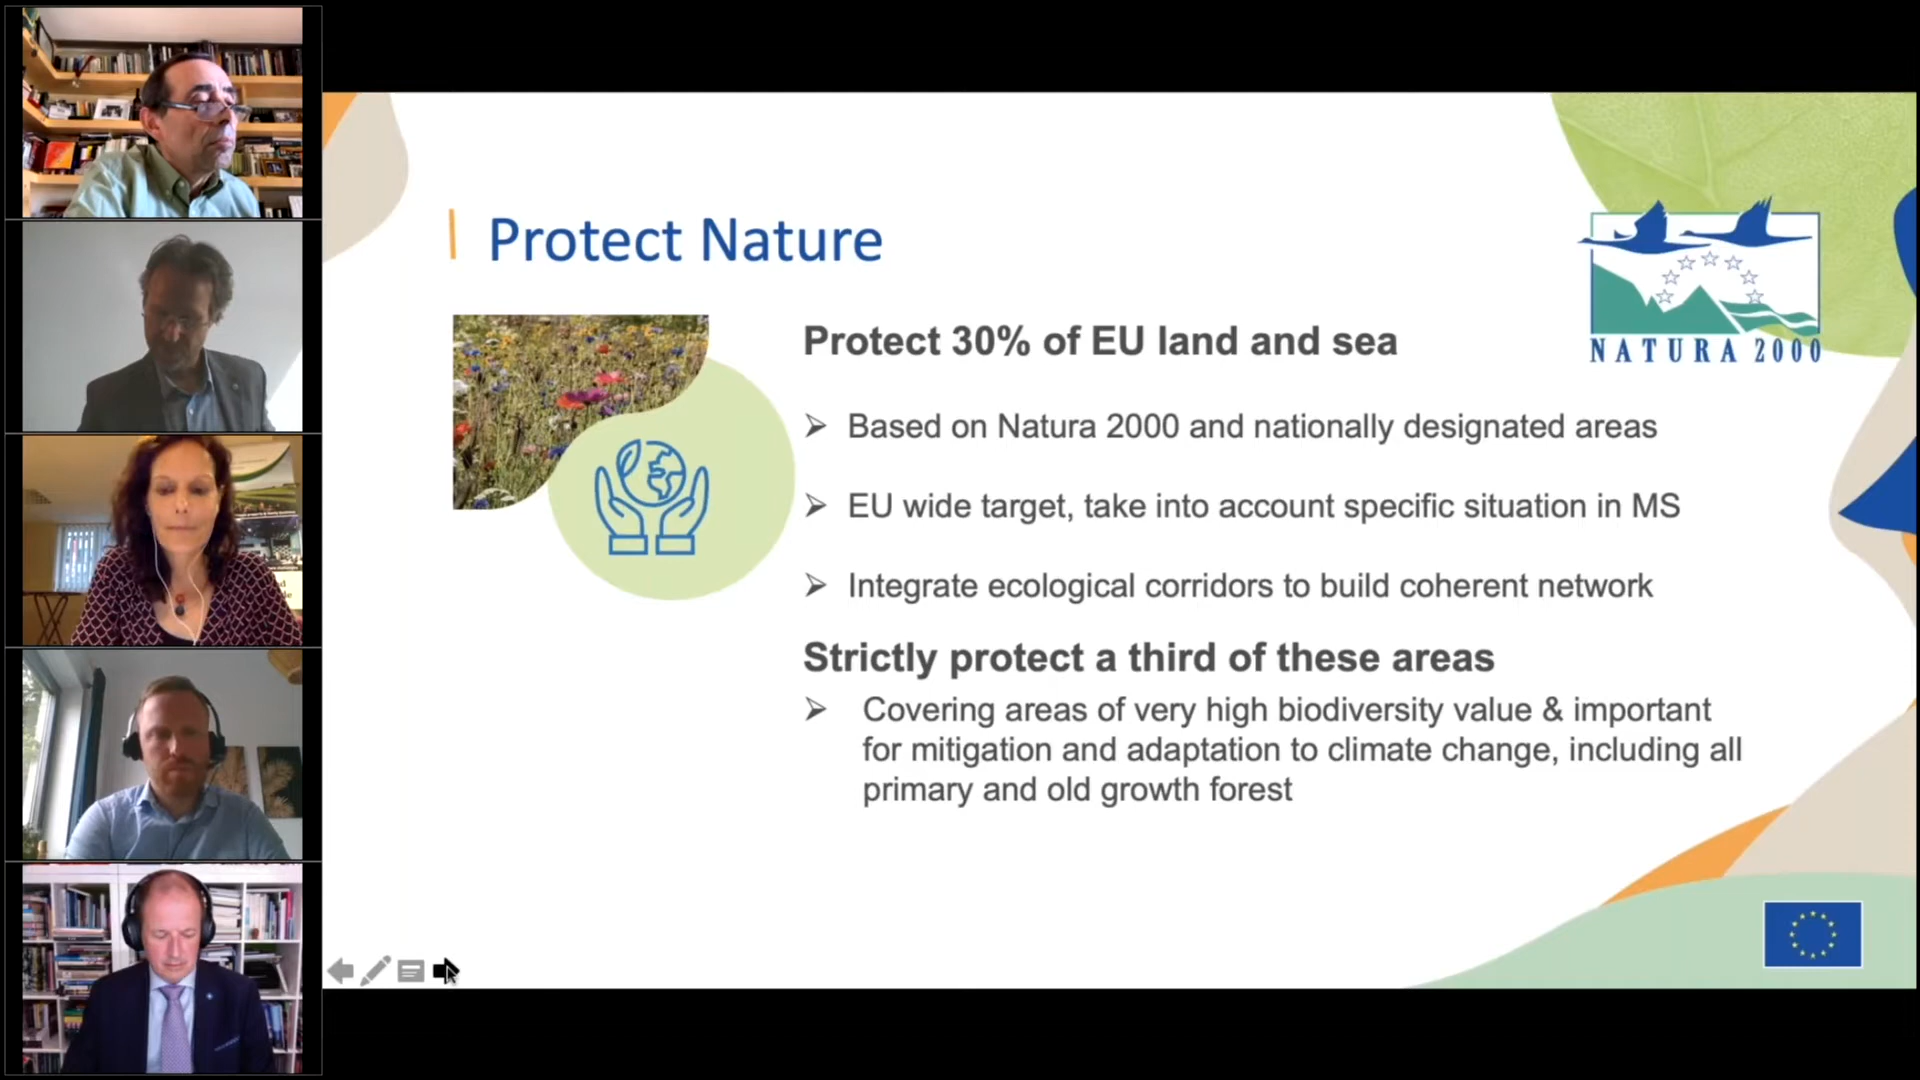 Protect Nature
NATURA 2000
Protect 30% of EU land and sea
Based on Natura 2000 and nationally designated areas
EU wide target, take into account specific situation in MS
Integrate ecological corridors to build coherent network
Strictly protect a third of these areas
Covering areas of very high biodiversity value & important
for mitigation and adaptation to climate change, including all
primary and old growth forest